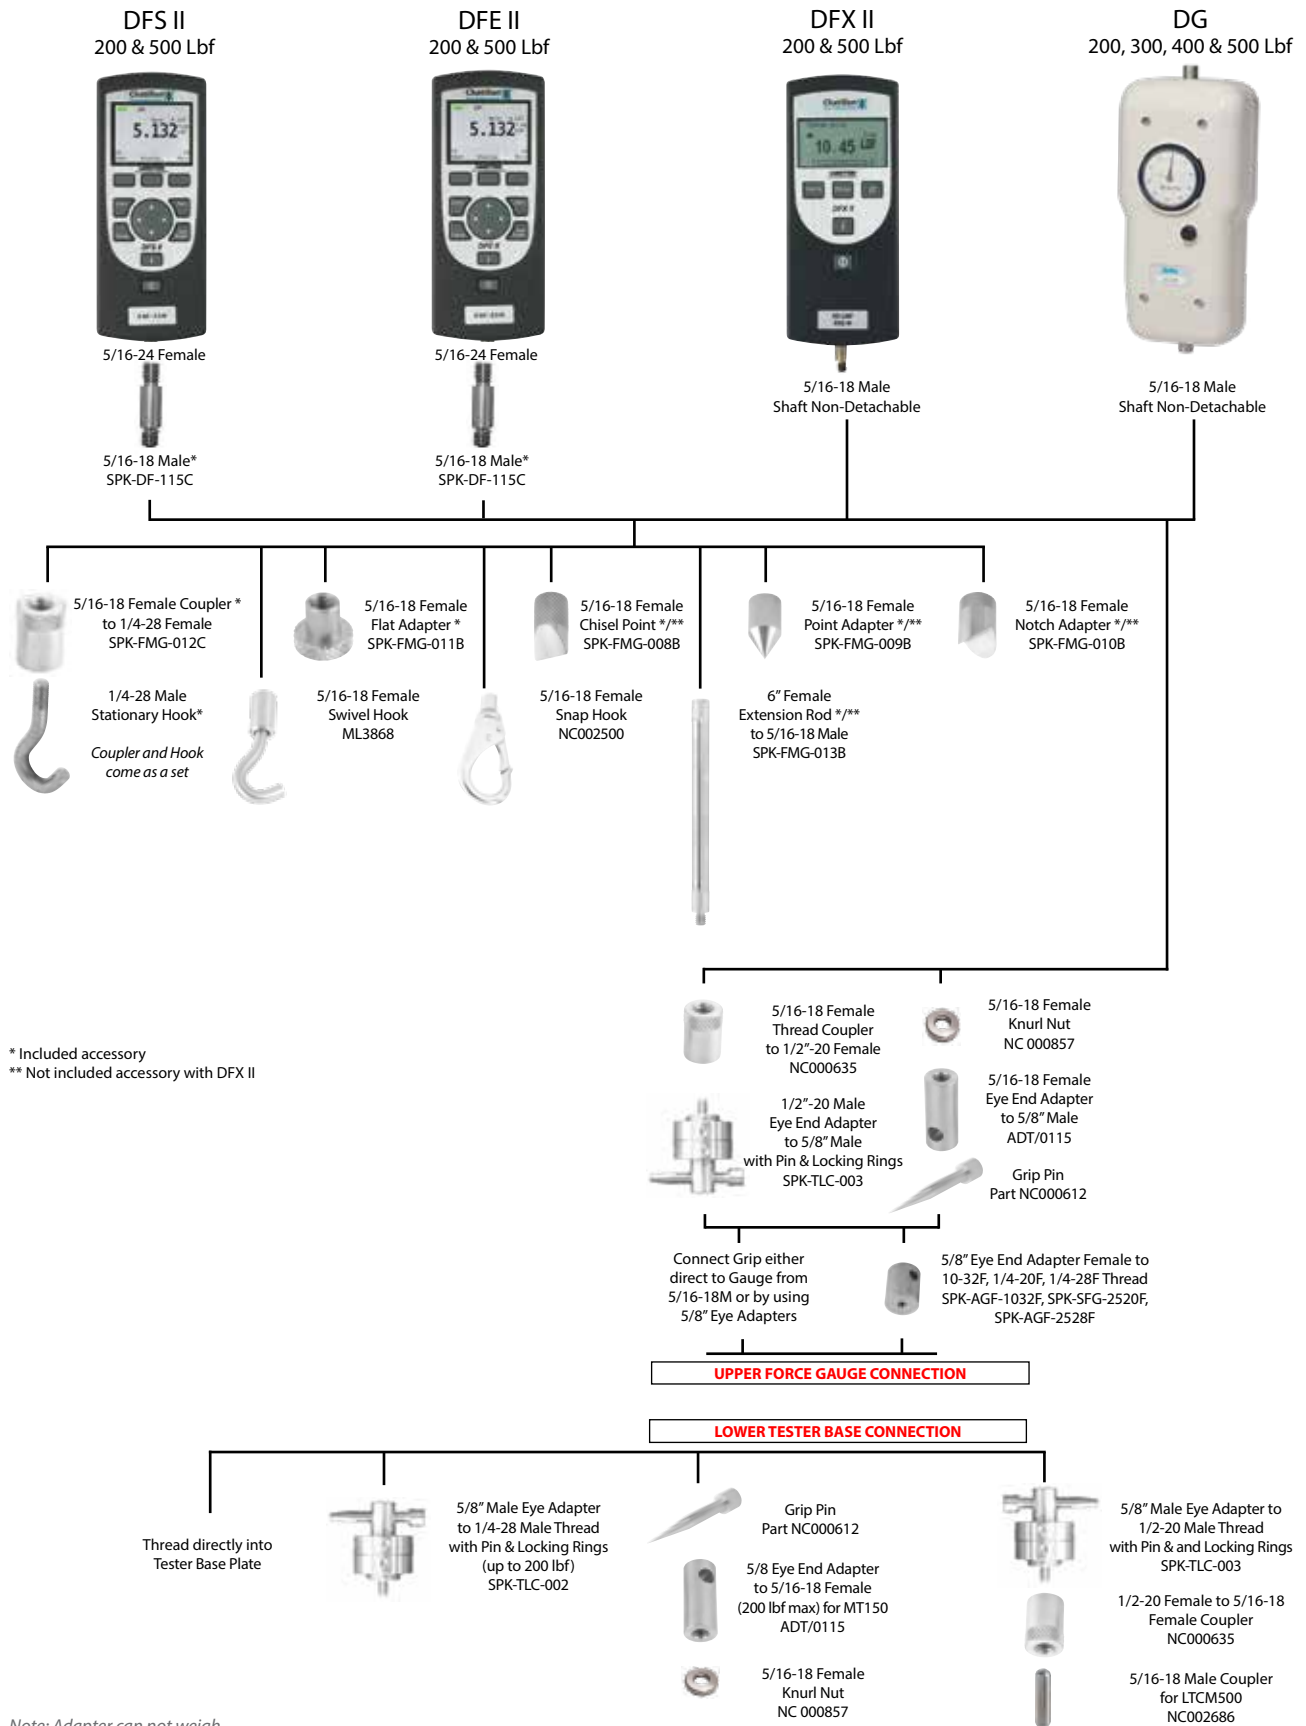 DFS II
200 & 500 Lbf
DFE II
200 & 500 Lbf
DFX II
200 & 500 Lbf
DG
200, 300, 400 & 500 Lbf
Chatillon
5.132
DFS II
Chatillon
5.132
DFE II
Chatillon
10.45 LBF
DFX II
5/16-24 Female
5/16-18 Male*
SPK-DF-115C
5/16-24 Female
5/16-18 Male*
SPK-DF-115C
5/16-18 Male
Shaft Non-Detachable
5/16-18 Male
Shaft Non-Detachable
5/16-18 Female Coupler *
to 1/4-28 Female
SPK-FMG-012C
5/16-18 Female
Flat Adapter *
SPK-FMG-011B
5/16-18 Female
Chisel Point */**
SPK-FMG-008B
5/16-18 Female
Point Adapter */**
SPK-FMG-009B
5/16-18 Female
Notch Adapter */**
SPK-FMG-010B
1/4-28 Male
Stationary Hook*
Coupler and Hook
come as a set
5/16-18 Female
Swivel Hook
ML3868
5/16-18 Female
Snap Hook
NC002500
6” Female
Extension Rod */**
to 5/16-18 Male
SPK-FMG-013B
* Included accessory
** Not included accessory with DFX II
5/16-18 Female
Thread Coupler
to 1/2”-20 Female
NC000635
5/16-18 Female
Knurl Nut
NC 000857
1/2”-20 Male
Eye End Adapter
to 5/8” Male
with Pin & Locking Rings
SPK-TLC-003
5/16-18 Female
Eye End Adapter
to 5/8” Male
ADT/0115
Grip Pin
Part NC000612
Connect Grip either
direct to Gauge from
5/16-18M or by using
5/8” Eye Adapters
5/8” Eye End Adapter Female to
10-32F, 1/4-20F, 1/4-28F Thread
SPK-AGF-1032F, SPK-SFG-2520F,
SPK-AGF-2528F
UPPER FORCE GAUGE CONNECTION
LOWER TESTER BASE CONNECTION
Thread directly into
Tester Base Plate
5/8” Male Eye Adapter
to 1/4-28 Male Thread
with Pin & Locking Rings
(up to 200 lbf)
SPK-TLC-002
Grip Pin
Part NC000612
5/8 Eye End Adapter
to 5/16-18 Female
(200 lbf max) for MT150
ADT/0115
5/16-18 Female
Knurl Nut
NC 000857
5/8” Male Eye Adapter to
1/2-20 Male Thread
with Pin & and Locking Rings
SPK-TLC-003
1/2-20 Female to 5/16-18
Female Coupler
NC000635
5/16-18 Male Coupler
for LTCM500
NC002686
Note: Adapter can not weigh